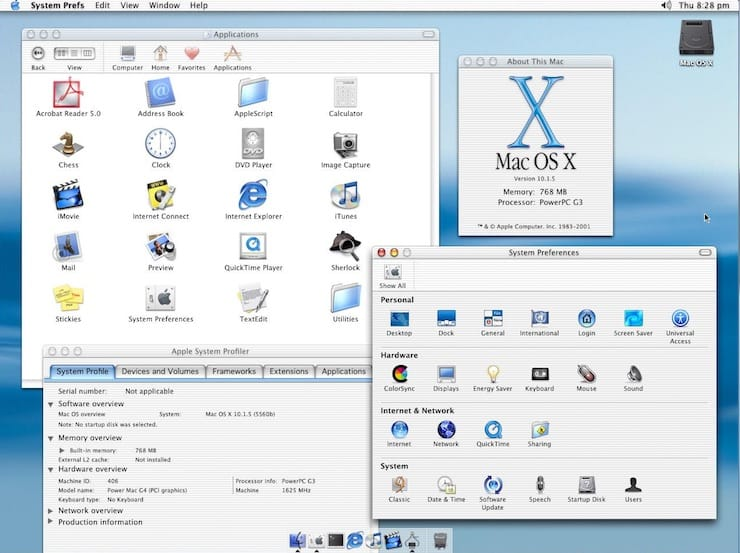 System Prefs Edit View Window Help
Thu 8:28 pm
Mac OS X
Applications
Back View Computer Home Favorites Applications
Acrobat Reader 5.0 Address Book AppleScript Calculator
Chess Clock DVD Player Image Capture
iMovie Internet Connect Internet Explorer iTunes
Mail Preview QuickTime Player Sherlock
Stickies System Preferences TextEdit Utilities
About This Mac
X
Mac OS X
Version 10.1.5
Memory: 768 MB
Processor: PowerPC G3
™ & © Apple Computer, Inc. 1983-2001
System Preferences
Show All
Personal
Desktop Dock General International Login Screen Saver Universal
Access
Hardware
ColorSync Displays Energy Saver Keyboard Mouse Sound
Internet & Network
Internet Network QuickTime Sharing
System
Classic Date & Time Software Speech Startup Disk Users
Update
Apple System Profiler
System Profile Devices and Volumes Frameworks Extensions Applications
Serial number: Not applicable
Software overview
Mac OS overview System: Mac OS X 10.1.5 (5S60b)
Note: No startup disk was selected.
Memory overview
Built-in memory: 768 MB
External L2 cache: Not installed
Hardware overview
Machine ID: 406 Processor info: PowerPC G3
Model name: Power Mac G4 (PCI graphics) Machine 1625 MHz
Keyboard type: No Keyboard
Network overview
Production information